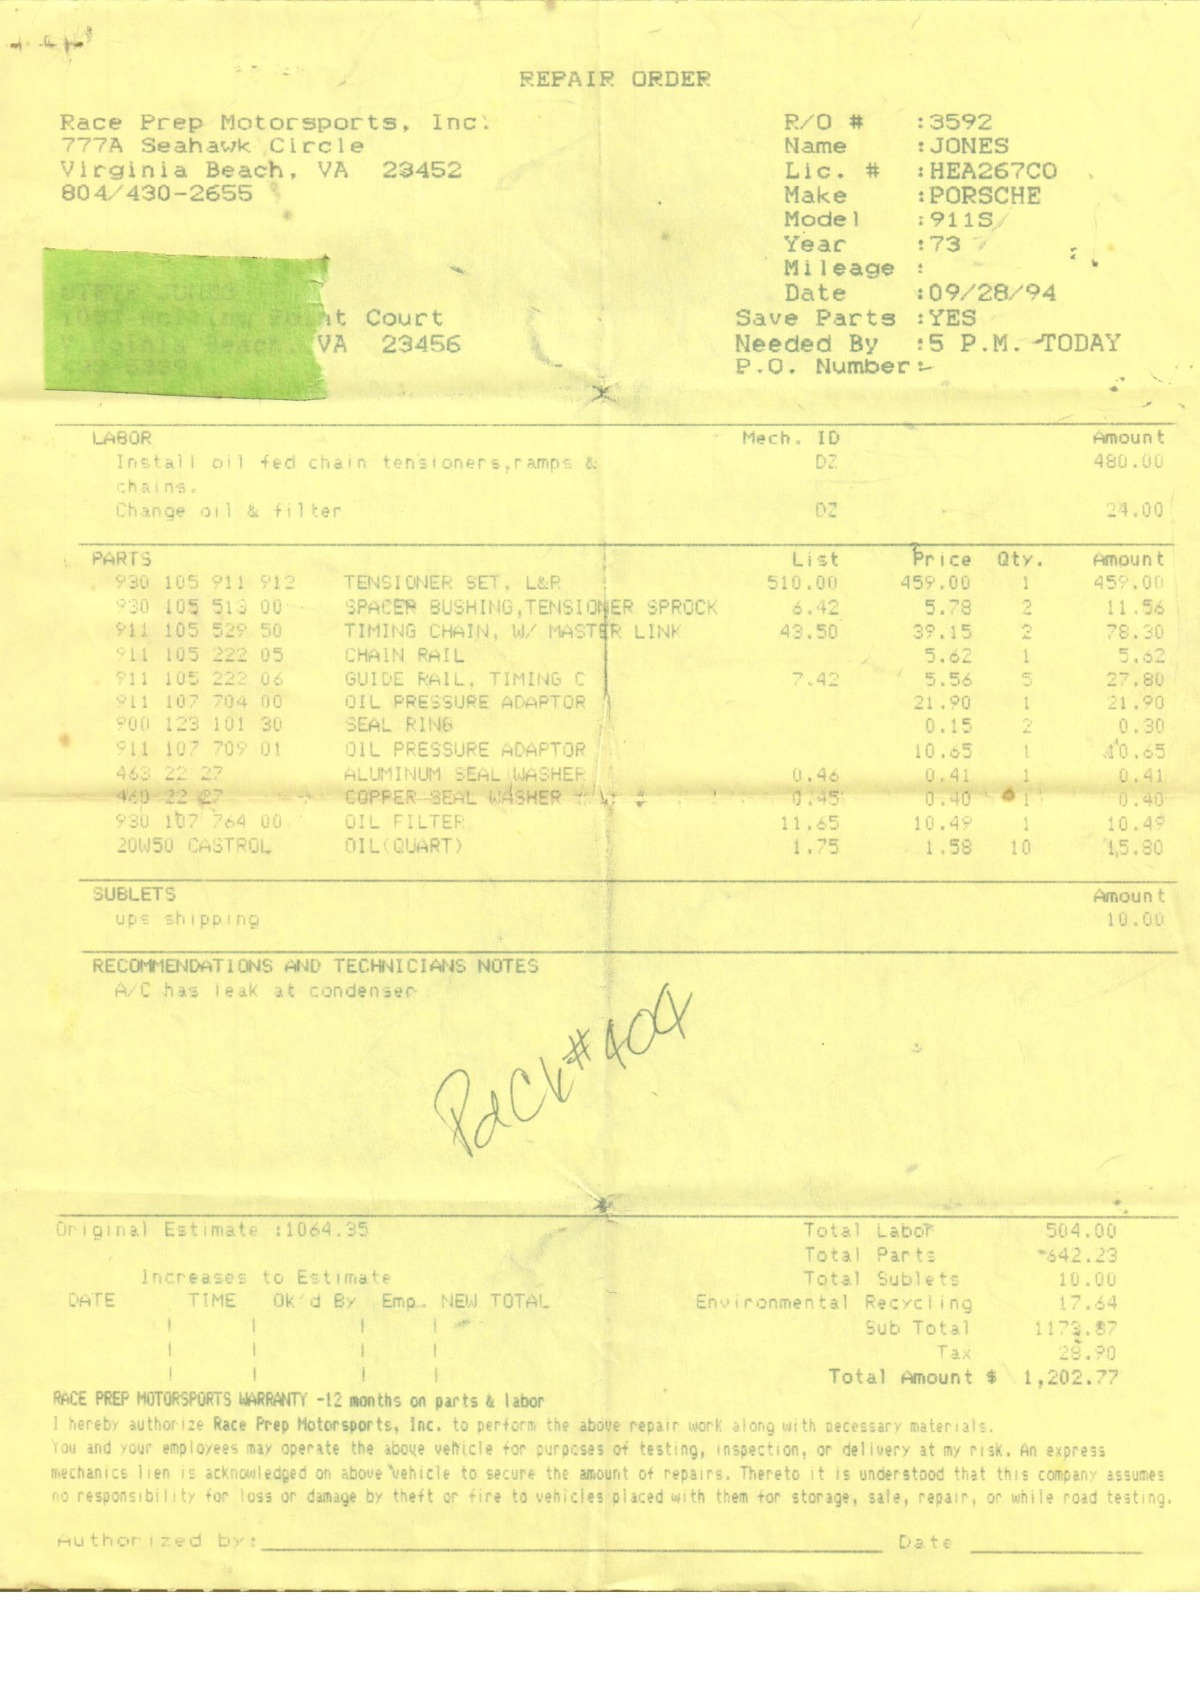 REPAIR ORDER
Race Prep Motorsports, Inc.
777A Seahawk Circle
Virginia Beach, VA 23452
804/430-2655
R/O # :3592
Name :JONES
Lic. # :HEA267CO
Make :PORSCHE
Model :911S
Year :73
Mileage :
Date :09/28/94
Save Parts :YES
Needed By :5 P.M. TODAY
P.O. Number:
Court
VA 23456
LABOR Mech. ID Amount
Install oil fed chain tensioners,ramps & DZ 480.00
chains.
Change oil & filter DZ 24.00
PARTS List Price Qty. Amount
930 105 911 912 TENSIONER SET, L&R 510.00 459.00 1 459.00
930 105 513 00 SPACER BUSHING,TENSIONER SPROCK 6.42 5.78 2 11.56
911 105 529 50 TIMING CHAIN, W/ MASTER LINK 43.50 39.15 2 78.30
911 105 222 05 CHAIN RAIL 5.62 1 5.62
911 105 222 06 GUIDE RAIL, TIMING C 7.42 5.56 5 27.80
911 107 704 00 OIL PRESSURE ADAPTOR 21.90 1 21.90
900 123 101 30 SEAL RING 0.15 2 0.30
911 107 709 01 OIL PRESSURE ADAPTOR 10.65 1 10.65
463 22 27 ALUMINUM SEAL WASHER 0.46 0.41 1 0.41
460 22 27 COPPER SEAL WASHER 0.45 0.40 1 0.40
930 107 764 00 OIL FILTER 11.65 10.49 1 10.49
20W50 CASTROL OIL(QUART) 1.75 1.58 10 15.80
SUBLETS Amount
ups shipping 10.00
RECOMMENDATIONS AND TECHNICIANS NOTES
A/C has leak at condenser
Pd Ck# 404
Original Estimate :1064.35
Increases to Estimate
DATE TIME Ok'd By Emp. NEW TOTAL
Total Labor 504.00
Total Parts 642.23
Total Sublets 10.00
Environmental Recycling 17.64
Sub Total 1173.87
Tax 28.90
Total Amount $ 1,202.77
RACE PREP MOTORSPORTS WARRANTY -12 months on parts & labor
I hereby authorize Race Prep Motorsports, Inc. to perform the above repair work along with necessary materials.
You and your employees may operate the above vehicle for purposes of testing, inspection, or delivery at my risk. An express
mechanics lien is acknowledged on above vehicle to secure the amount of repairs. Thereto it is understood that this company assumes
no responsibility for loss or damage by theft or fire to vehicles placed with them for storage, sale, repair, or while road testing.
Authorized by: Date